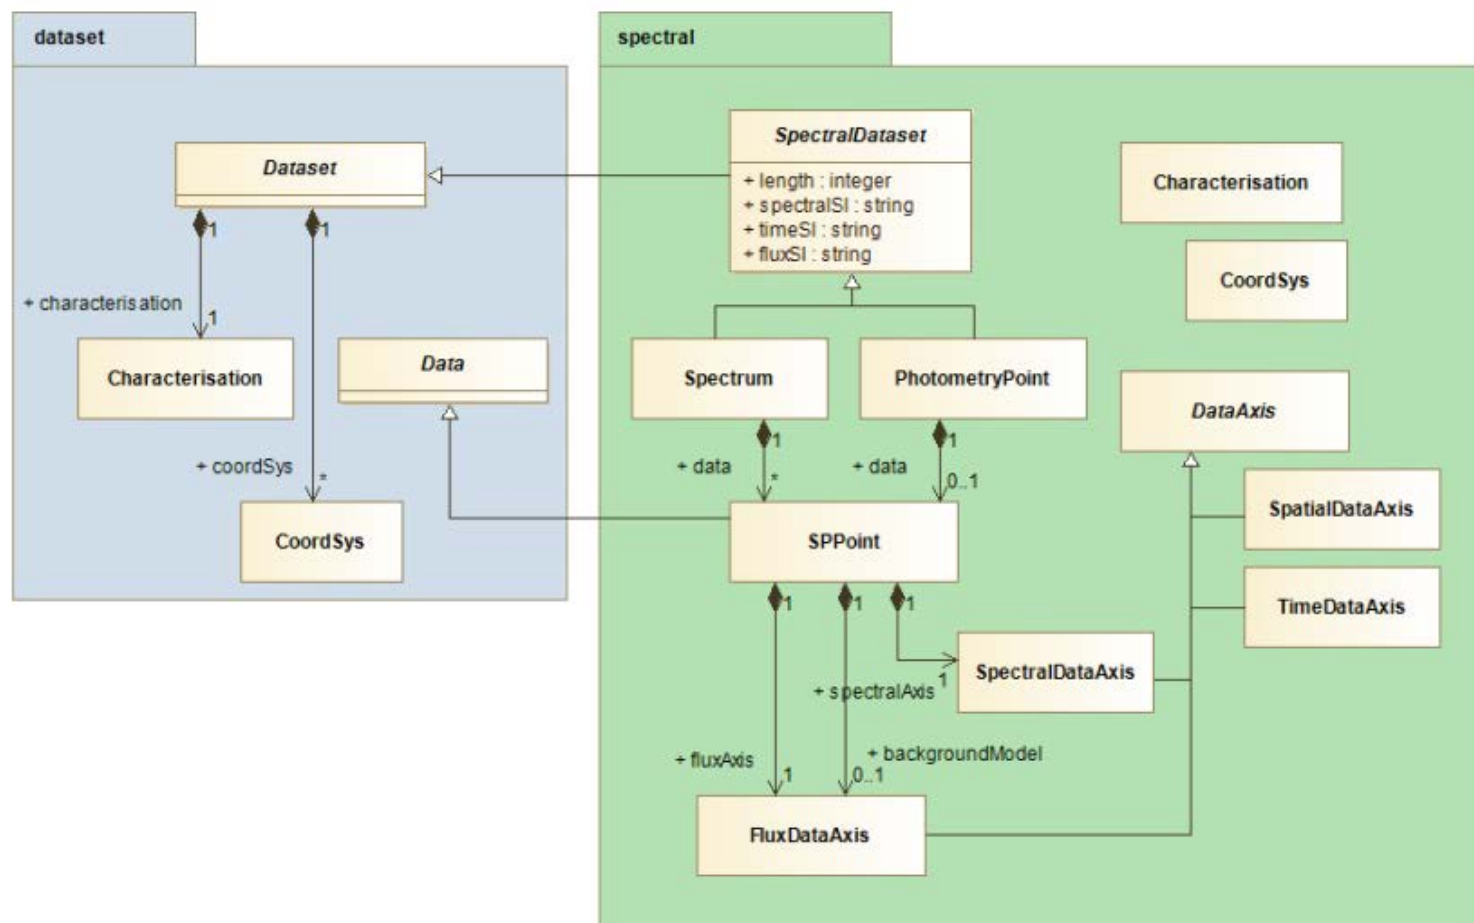 dataset
Dataset
1
1
+ characterisation
1
Characterisation
Data
+ coordSys
*
CoordSys
spectral
SpectralDataset
+ length : integer
+ spectralSI : string
+ timeSI : string
+ fluxSI : string
Characterisation
CoordSys
Spectrum
PhotometryPoint
DataAxis
1
1
+ data
*
+ data
0..1
SPPoint
SpatialDataAxis
TimeDataAxis
1
1
1
SpectralDataAxis
+ spectralAxis
1
+ fluxAxis
1
+ backgroundModel
0..1
FluxDataAxis